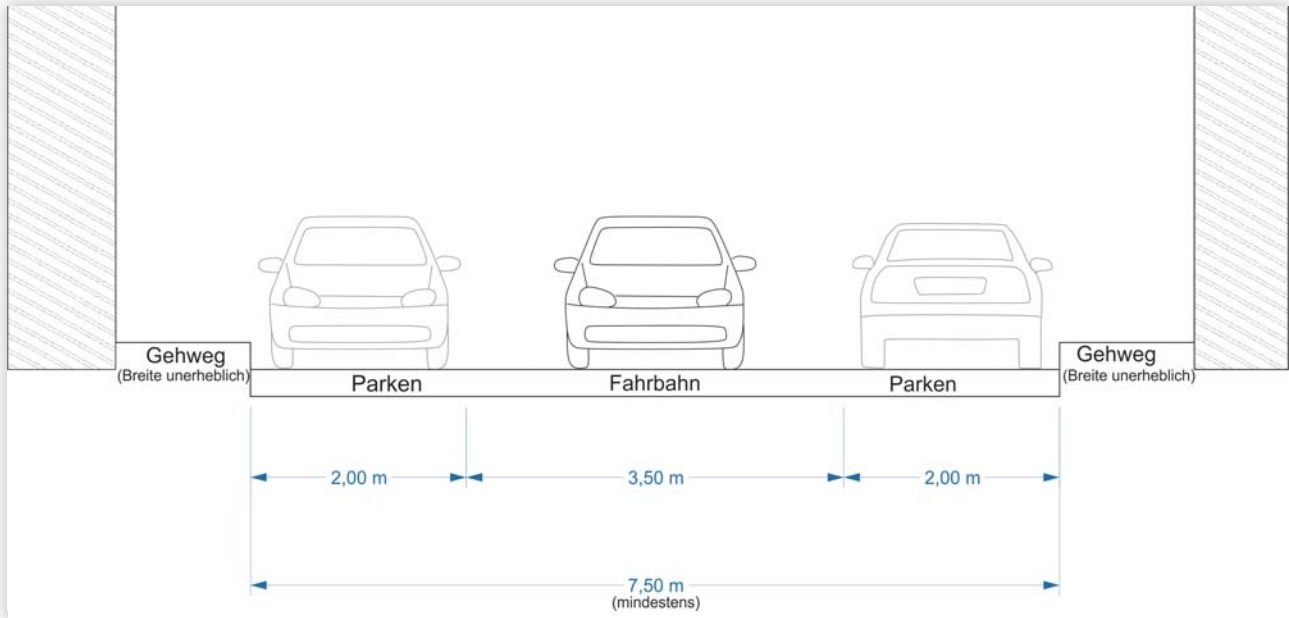 Gehweg
(Breite unerheblich)
Parken
Fahrbahn
Parken
Gehweg
(Breite unerheblich)
2,00 m
3,50 m
2,00 m
7,50 m
(mindestens)